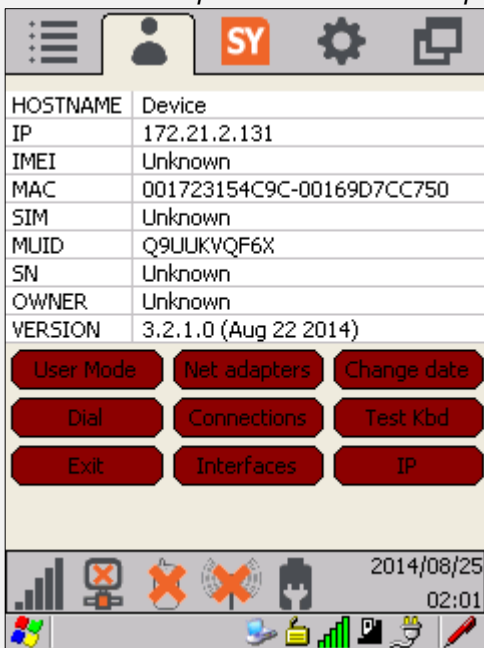 SY
HOSTNAME Device
IP 172.21.2.131
IMEI Unknown
MAC 001723154C9C-00169D7CC750
SIM Unknown
MUID Q9UUKVQF6X
SN Unknown
OWNER Unknown
VERSION 3.2.1.0 (Aug 22 2014)
User Mode Net adapters Change date
Dial Connections Test Kbd
Exit Interfaces IP
2014/08/25
02:01